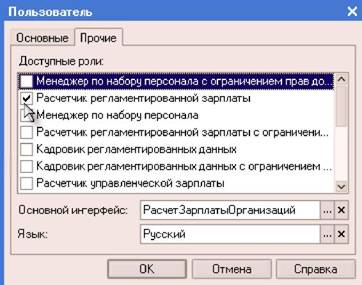 Пользователь
Основные Прочие
Доступные рэли:
Менеджер по набору персонала с ограничением прав до...
Расчетчик регламентированной зарплаты
Менеджер по набору персонала
Расчетчик регламентированной зарплаты с ограничени...
Кадровик регламентированных данных
Кадровик регламентированных данных с ограничением ...
Расчетчик управленческой зарплаты
Основной интерфейс: РасчетЗарплатыОрганизаций ...
Язык: Русский ...
OK Отмена Справка